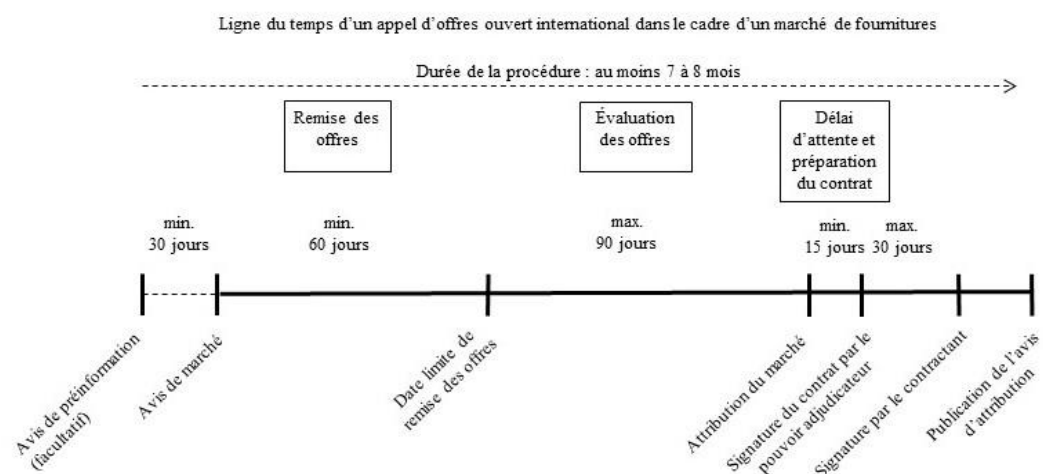 Ligne du temps d’un appel d’offres ouvert international dans le cadre d’un marché de fournitures
Durée de la procédure : au moins 7 à 8 mois
Remise des
offres
Évaluation
des offres
Délai
d’attente et
préparation
du contrat
min.
30 jours
min.
60 jours
max.
90 jours
min.
15 jours
max.
30 jours
Avis de préinformation
(facultatif)
Avis de marché
Date limite de
remise des offres
Attribution du marché
Signature du contrat par le
pouvoir adjudicateur
Signature par le contractant
Publication de l’avis
d’attribution